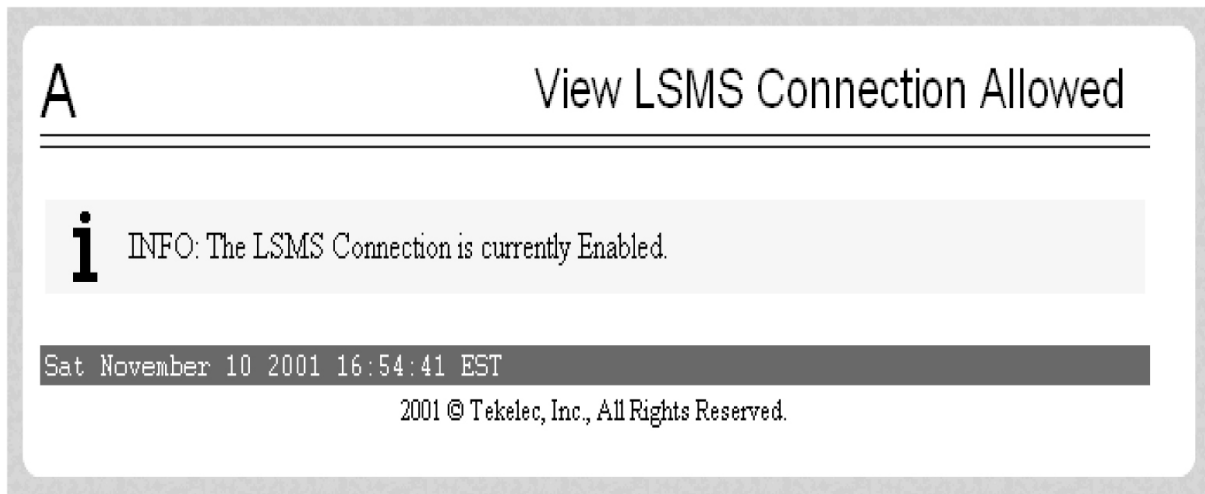 A
View LSMS Connection Allowed
i
INFO: The LSMS Connection is currently Enabled.
Sat November 10 2001 16:54:41 EST
2001 © Tekelec, Inc., All Rights Reserved.